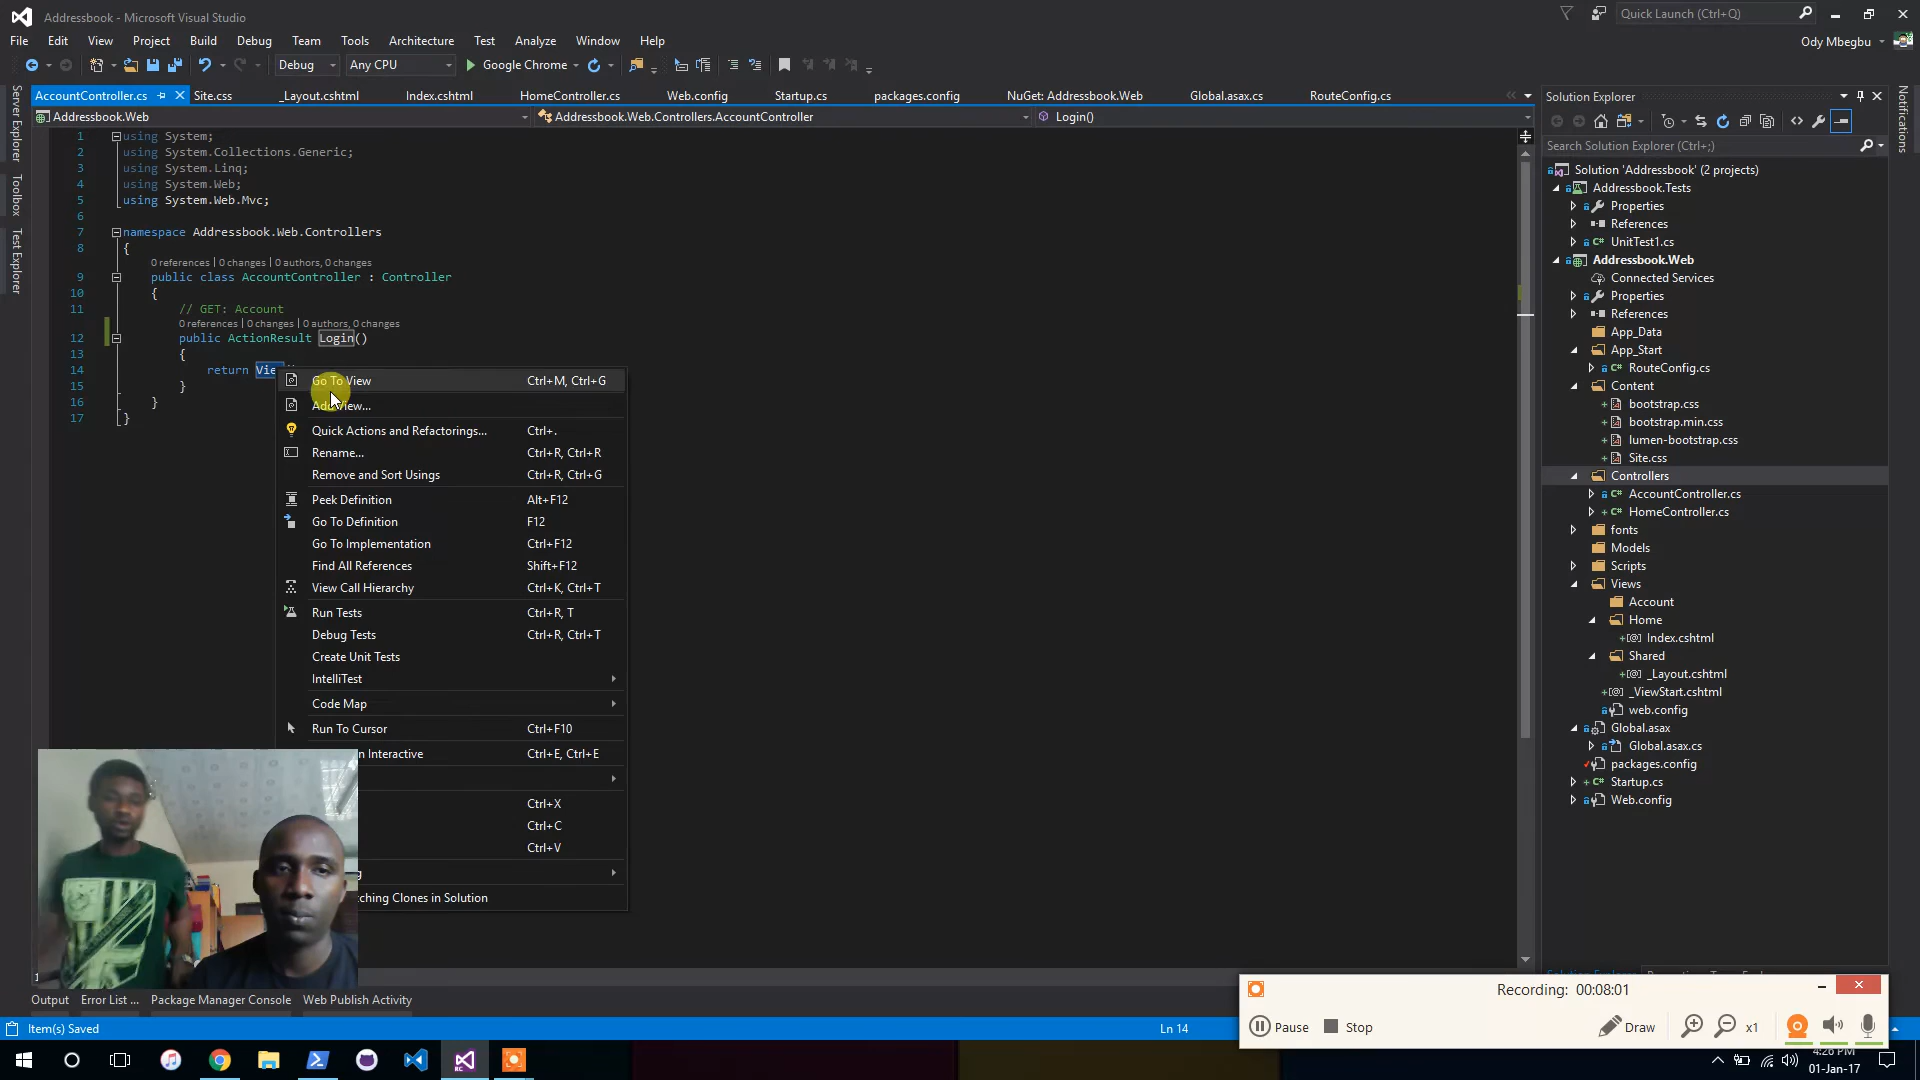 Addressbook - Microsoft Visual Studio
Quick Launch (Ctrl+Q)
File Edit View Project Build Debug Team Tools Architecture Test Analyze Window Help
Ody Mbegbu
Debug Any CPU Google Chrome
AccountController.cs Site.css _Layout.cshtml Index.cshtml HomeController.cs Web.config Startup.cs packages.config NuGet: Addressbook.Web Global.asax.cs RouteConfig.cs
Addressbook.Web Addressbook.Web.Controllers.AccountController Login()
Server Explorer
Toolbox
Test Explorer
1 using System;
2 using System.Collections.Generic;
3 using System.Linq;
4 using System.Web;
5 using System.Web.Mvc;
6
7 namespace Addressbook.Web.Controllers
8 {
0 references | 0 changes | 0 authors, 0 changes
9 public class AccountController : Controller
10 {
11 // GET: Account
0 references | 0 changes | 0 authors, 0 changes
12 public ActionResult Login()
13 {
14 return Vie
15 }
16 }
17 }
Go To View Ctrl+M, Ctrl+G
Add View...
Quick Actions and Refactorings... Ctrl+.
Rename... Ctrl+R, Ctrl+R
Remove and Sort Usings Ctrl+R, Ctrl+G
Peek Definition Alt+F12
Go To Definition F12
Go To Implementation Ctrl+F12
Find All References Shift+F12
View Call Hierarchy Ctrl+K, Ctrl+T
Run Tests Ctrl+R, T
Debug Tests Ctrl+R, Ctrl+T
Create Unit Tests
IntelliTest
Code Map
Run To Cursor Ctrl+F10
n Interactive Ctrl+E, Ctrl+E
Ctrl+X
Ctrl+C
Ctrl+V
Clones in Solution
Solution Explorer
Search Solution Explorer (Ctrl+;)
Solution 'Addressbook' (2 projects)
Addressbook.Tests
Properties
References
UnitTest1.cs
Addressbook.Web
Connected Services
Properties
References
App_Data
App_Start
RouteConfig.cs
Content
bootstrap.css
bootstrap.min.css
lumen-bootstrap.css
Site.css
Controllers
AccountController.cs
HomeController.cs
fonts
Models
Scripts
Views
Account
Home
Index.cshtml
Shared
_Layout.cshtml
_ViewStart.cshtml
web.config
Global.asax
Global.asax.cs
packages.config
Startup.cs
Web.config
Notifications
Output Error List ... Package Manager Console Web Publish Activity
Item(s) Saved Ln 14
Recording: 00:08:01
Pause Stop Draw x1
4:26 PM
01-Jan-17